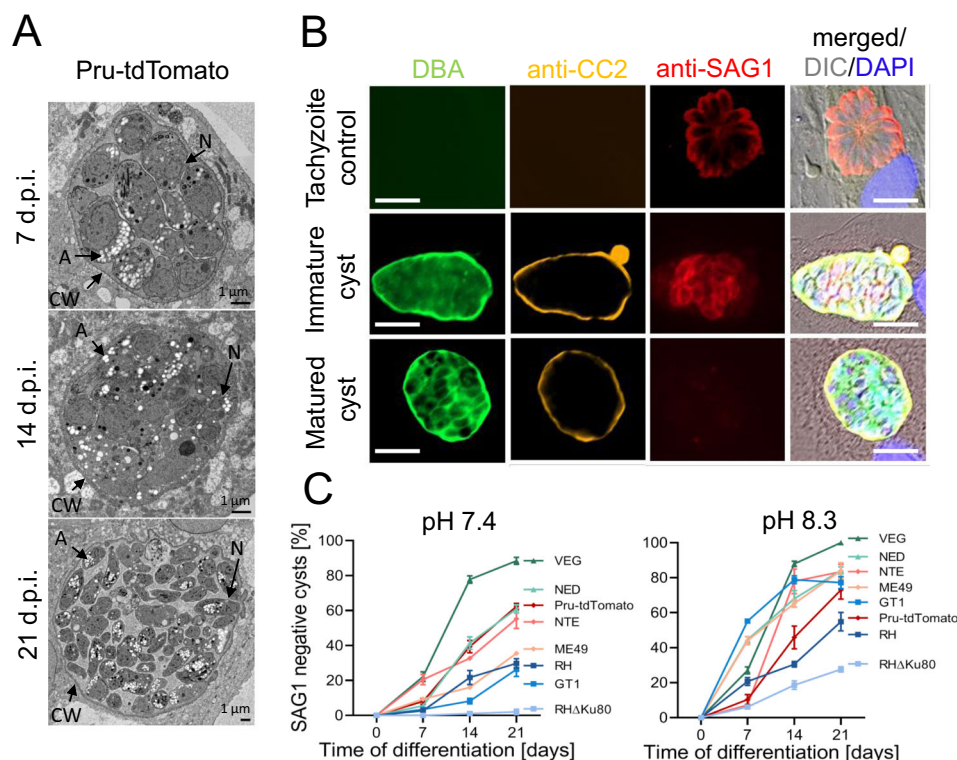 A
Pru-tdTomato
7 d.p.i.
N
A
CW
1 µm
14 d.p.i.
A
N
CW
1 µm
21 d.p.i.
A
N
CW
1 µm
B
DBA
anti-CC2
anti-SAG1
merged/
DIC/DAPI
Tachyzoite
control
Immature
cyst
Matured
cyst
C
pH 7.4
SAG1 negative cysts [%]
100
80
60
40
20
0
0 7 14 21
Time of differentiation [days]
VEG
NED
Pru-tdTomato
NTE
ME49
RH
GT1
RHΔKu80
pH 8.3
100
80
60
40
20
0
0 7 14 21
Time of differentiation [days]
VEG
NED
NTE
ME49
GT1
Pru-tdTomato
RH
RHΔKu80